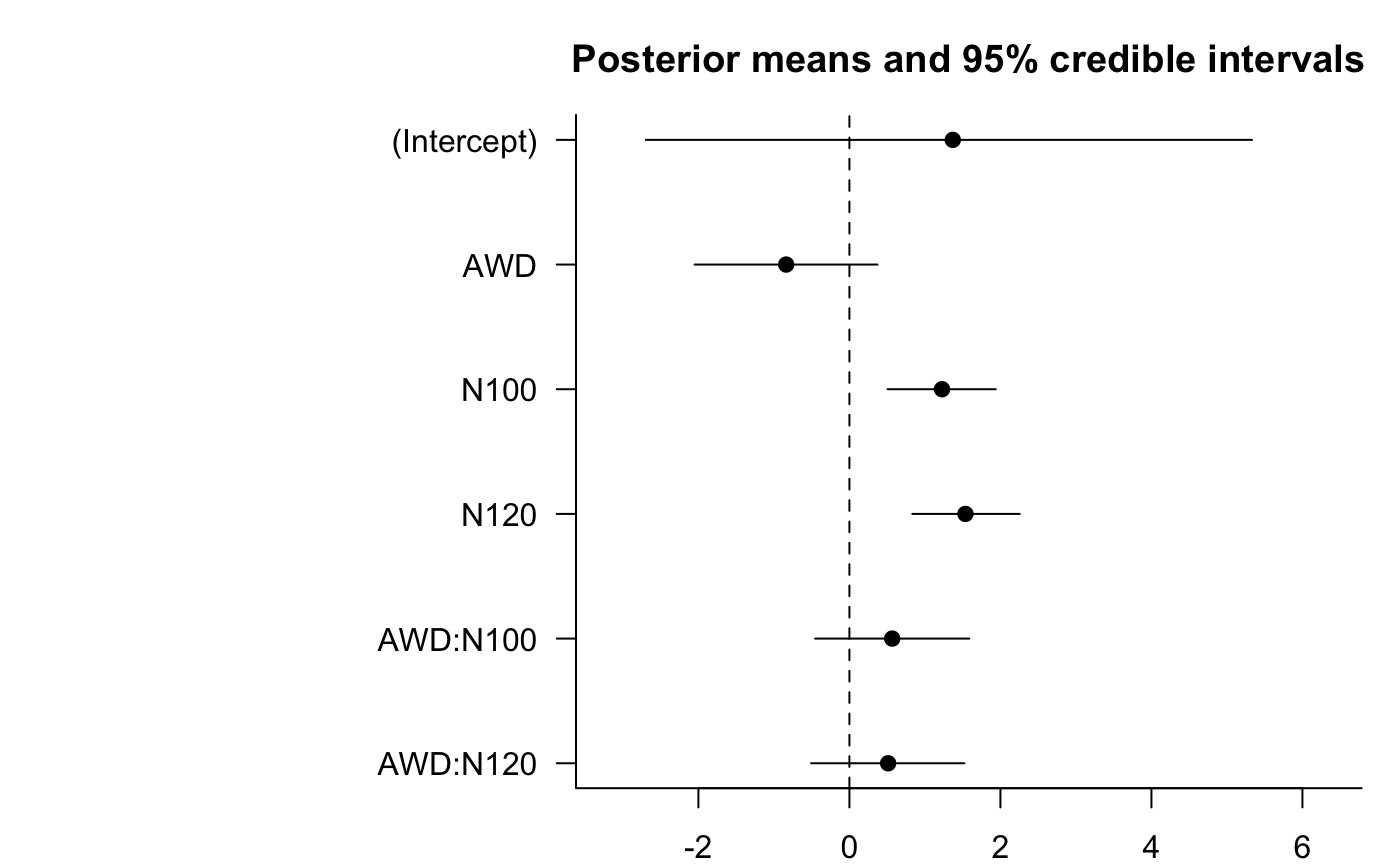 Posterior means and 95% credible intervals
(Intercept)
AWD
N100
N120
AWD:N100
AWD:N120
-2 0 2 4 6